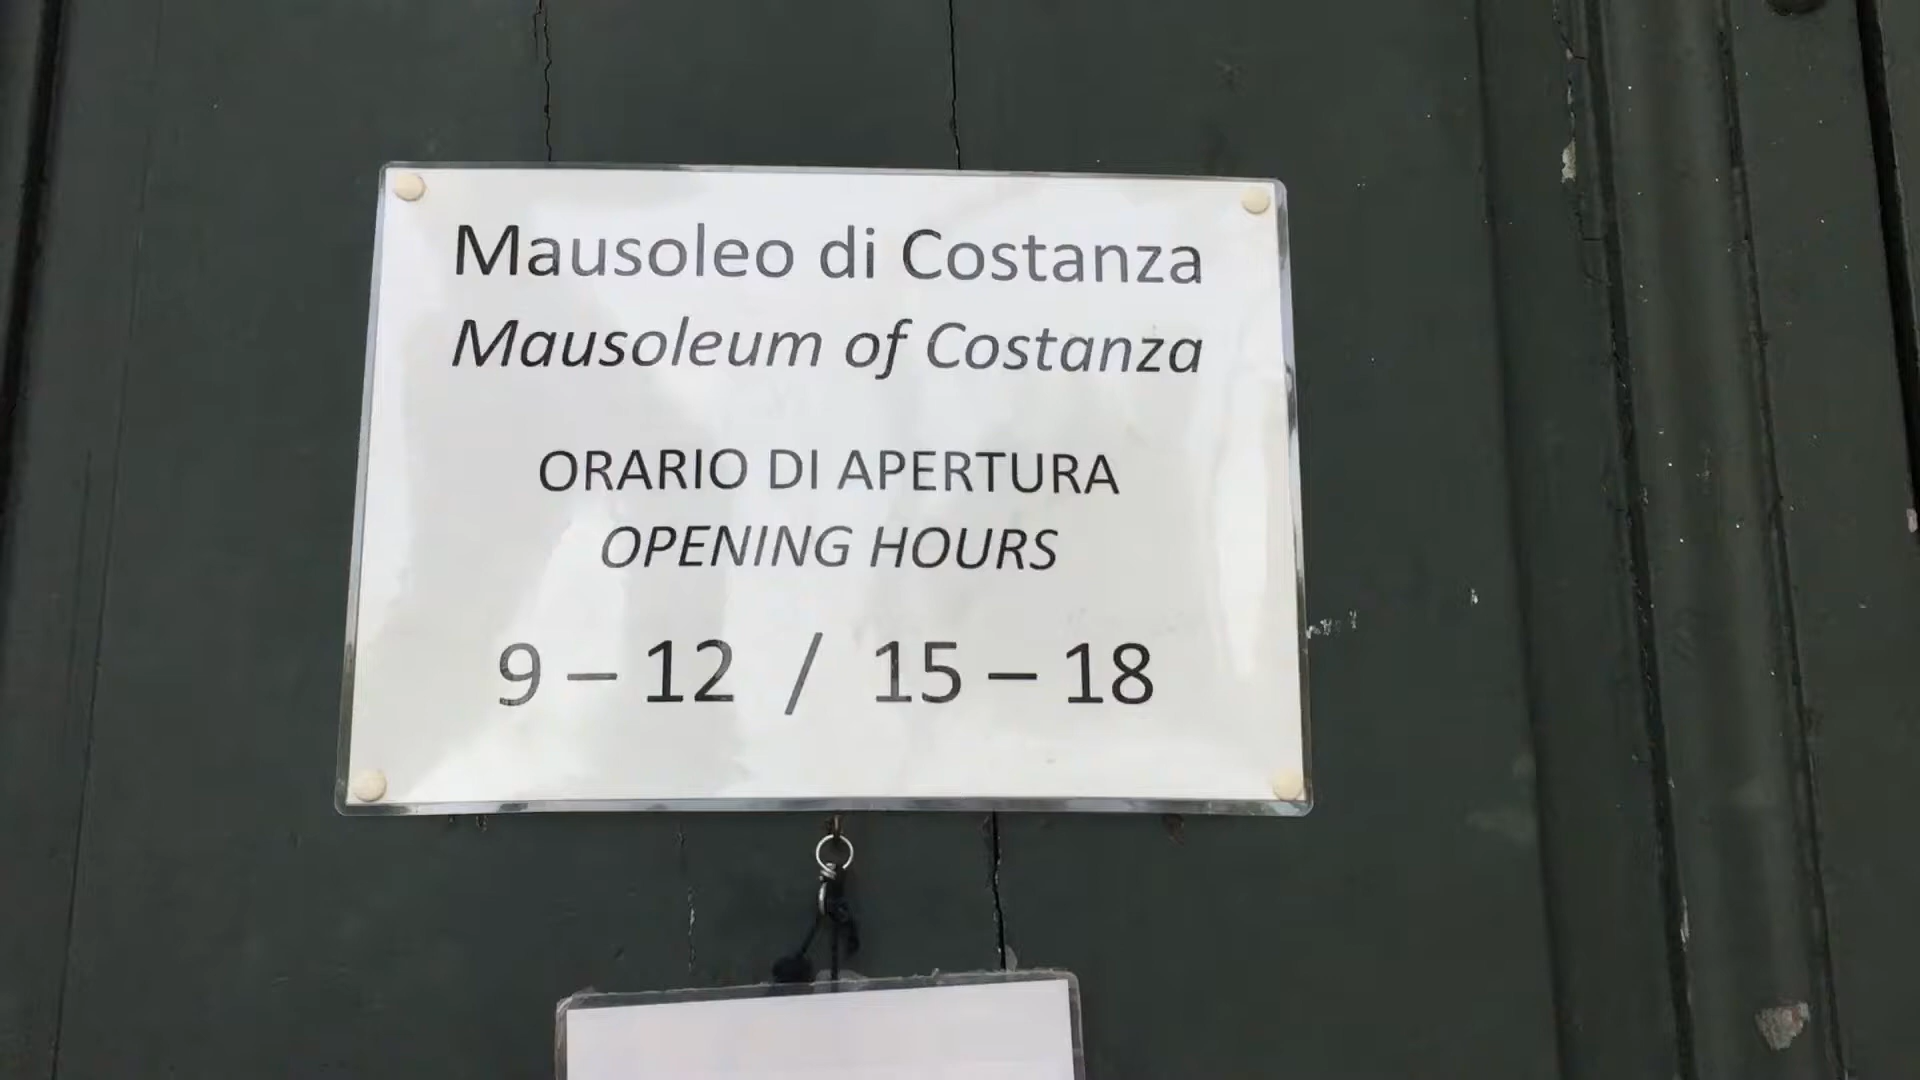 Mausoleo di Costanza
Mausoleum of Costanza
ORARIO DI APERTURA
OPENING HOURS
9 – 12 / 15 – 18